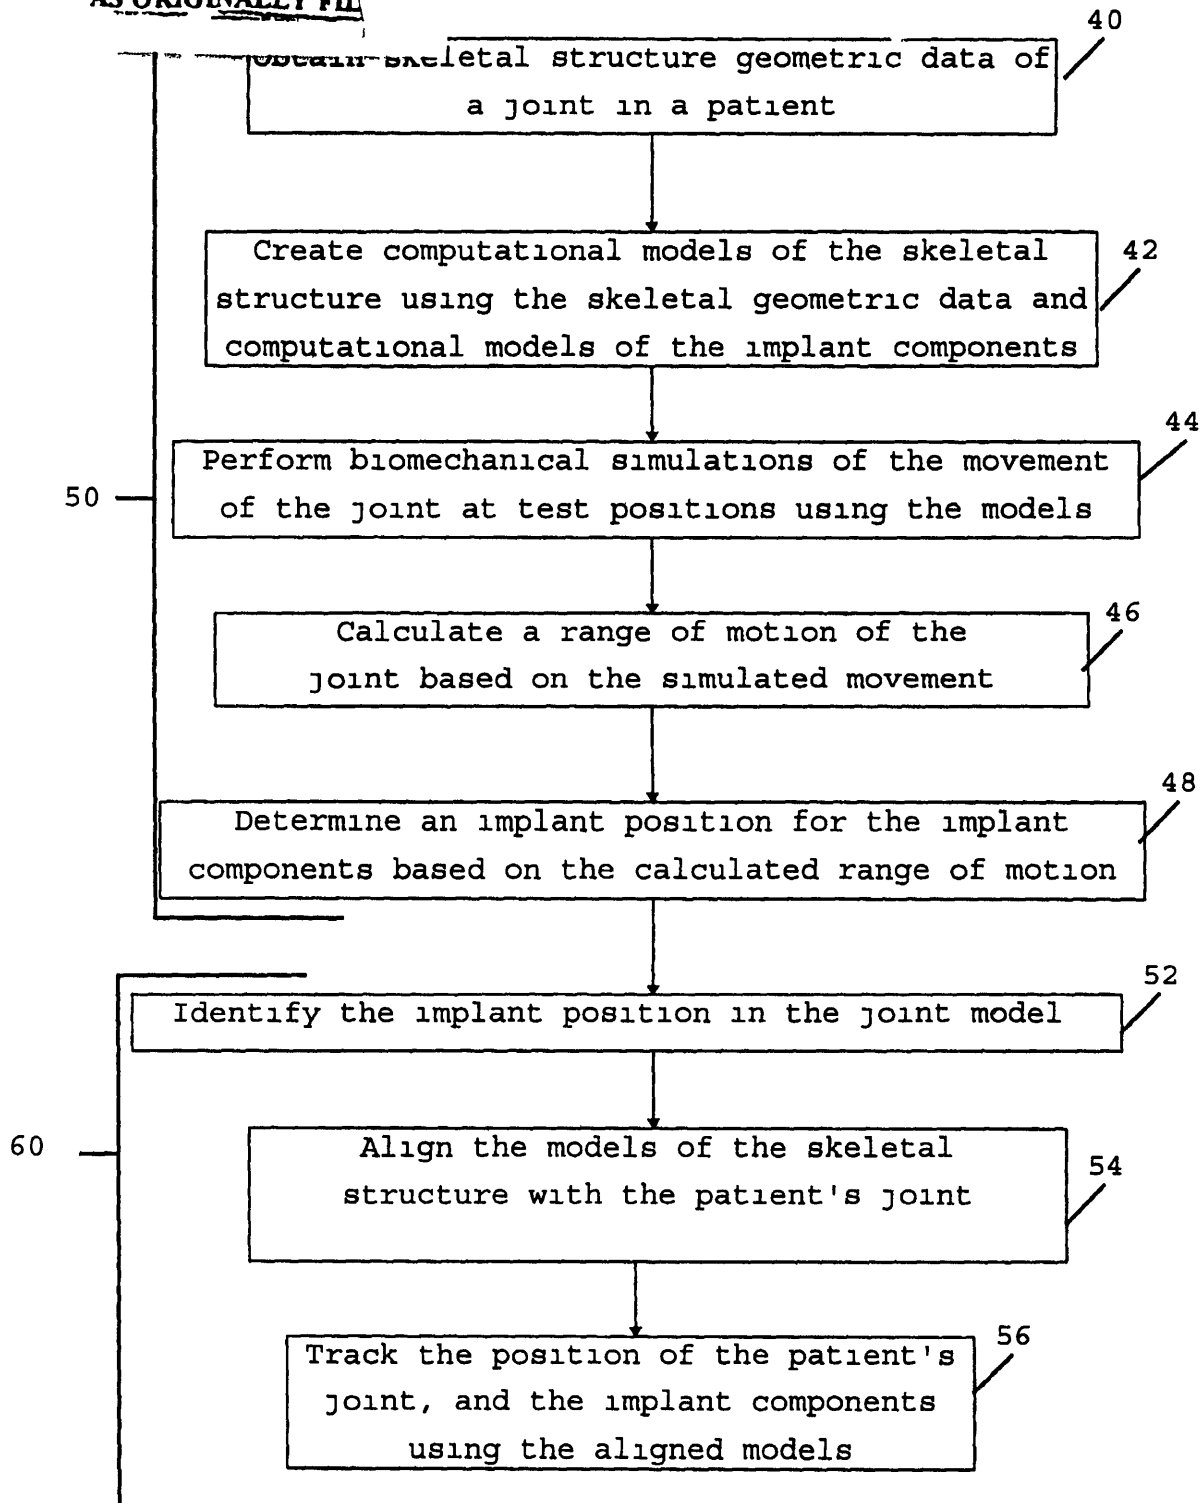 AS ORIGINALLY FIL
40
Obtain skeletal structure geometric data of
a joint in a patient
42
Create computational models of the skeletal
structure using the skeletal geometric data and
computational models of the implant components
44
Perform biomechanical simulations of the movement
of the joint at test positions using the models
50
46
Calculate a range of motion of the
joint based on the simulated movement
48
Determine an implant position for the implant
components based on the calculated range of motion
52
Identify the implant position in the joint model
60
Align the models of the skeletal
structure with the patient's joint
54
56
Track the position of the patient's
joint, and the implant components
using the aligned models